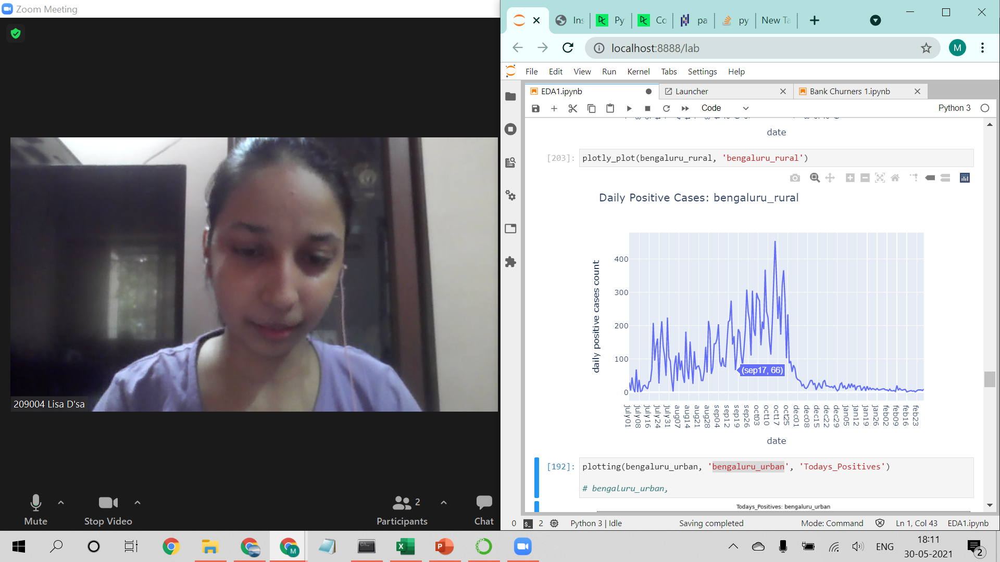 Zoom Meeting
209004 Lisa D'sa
Mute
Stop Video
2
Participants
Chat
Ins
Py
Co
pa
py
New Ta
localhost:8888/lab
M
File Edit View Run Kernel Tabs Settings Help
EDA1.ipynb
Launcher
Bank Churners 1.ipynb
Code
Python 3
date
[203]: plotly_plot(bengaluru_rural, 'bengaluru_rural')
Daily Positive Cases: bengaluru_rural
daily positive cases count
400
300
200
100
0
(sep17, 66)
july01 july08 july16 july24 july31 aug07 aug14 aug21 aug28 sep04 sep12 sep19 sep26 oct03 oct10 oct17 oct25 dec01 dec08 dec15 dec22 dec29 jan05 jan12 jan19 jan26 feb02 feb09 feb16 feb23
date
[192]: plotting(bengaluru_urban, 'bengaluru_urban', 'Todays_Positives')
# bengaluru_urban,
Todays_Positives: bengaluru_urban
0 2 Python 3 | Idle Saving completed Mode: Command Ln 1, Col 43 EDA1.ipynb
ENG
18:11
30-05-2021
2